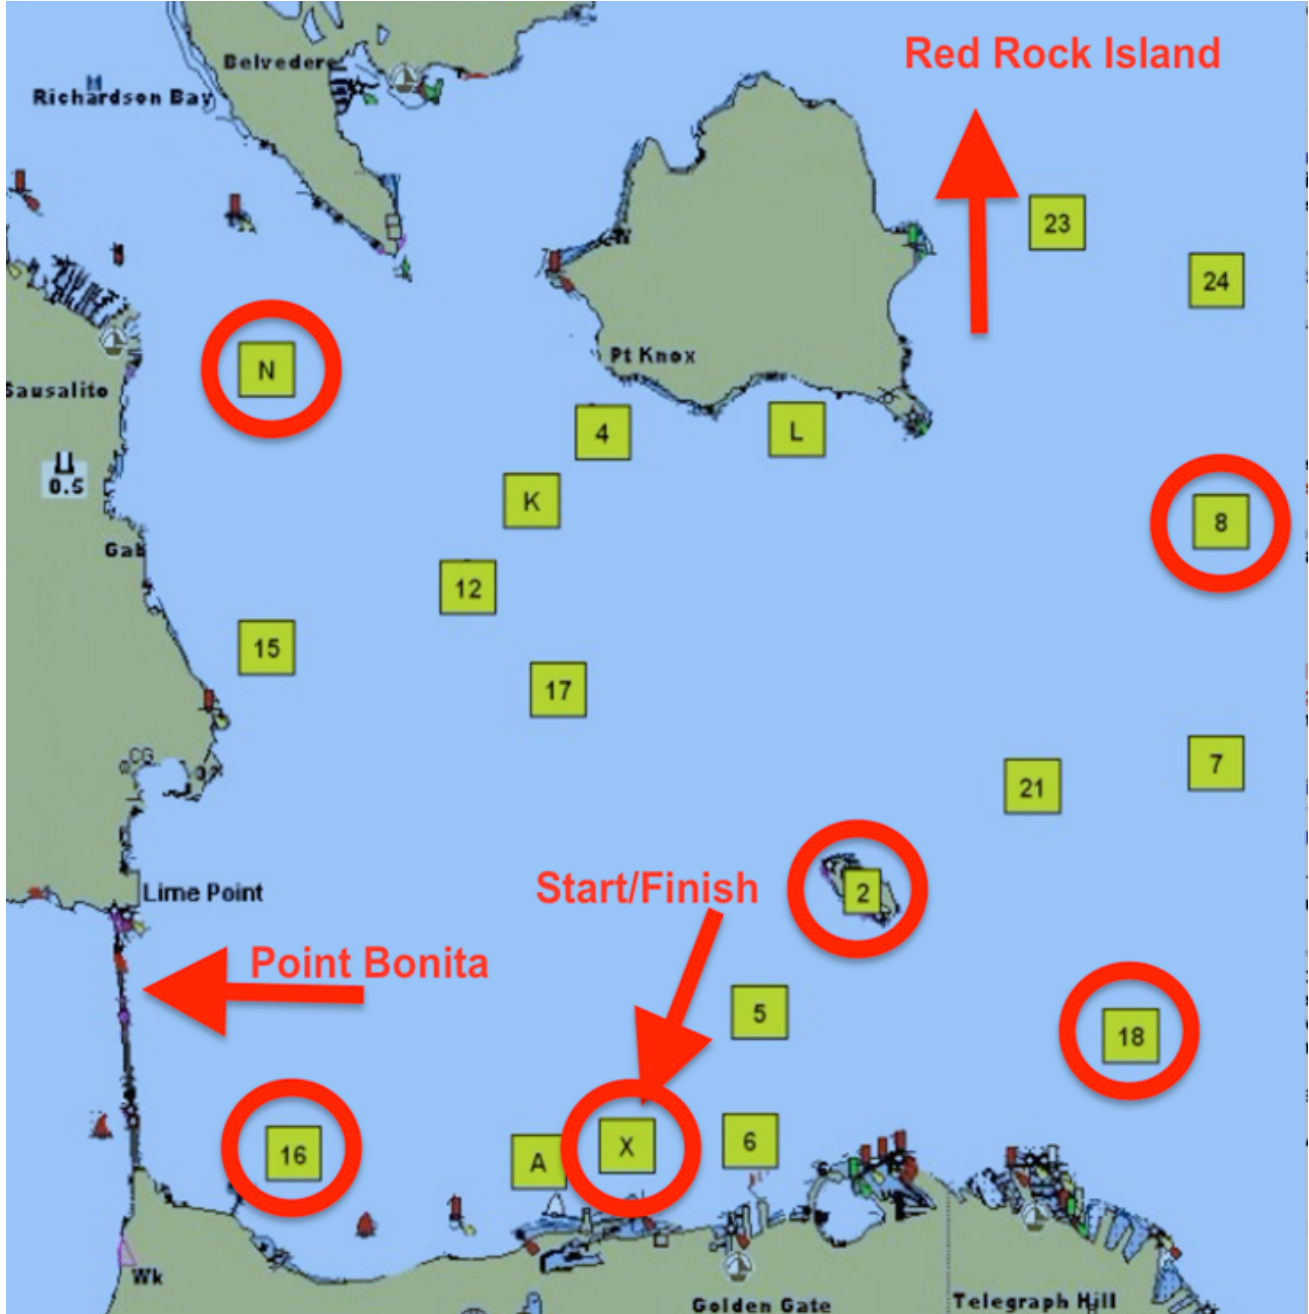 Red Rock Island
Belvedere
Richardson Bay
23
24
N
Pt Knox
Sausalito
4
L
0.5
K
8
Gab
12
15
17
CG
7
21
Lime Point
Start/Finish
2
Point Bonita
5
18
16
A
X
6
Wk
Golden Gate
Telegraph Hill